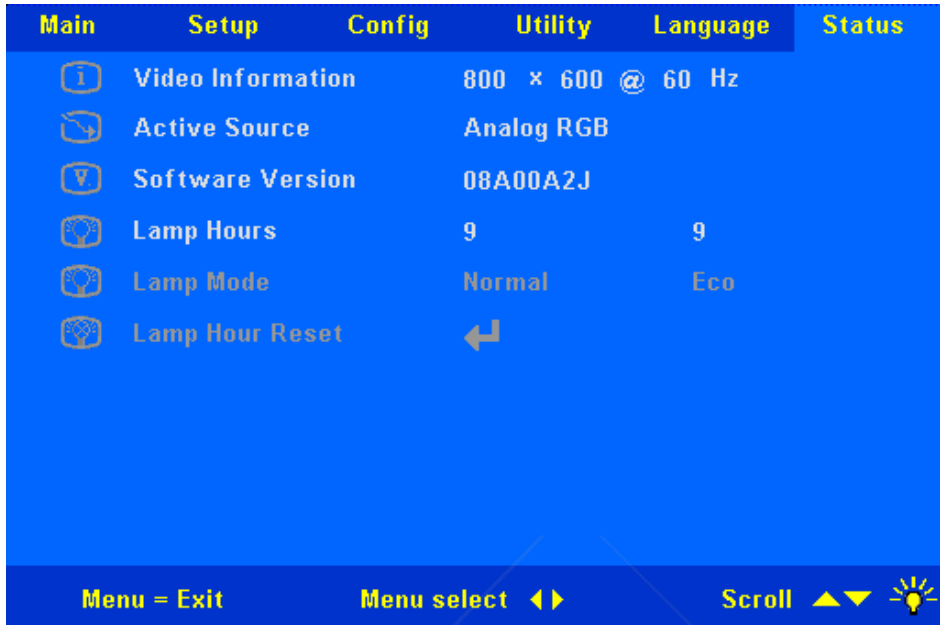 Main Setup Config Utility Language Status
Video Information 800 × 600 @ 60 Hz
Active Source Analog RGB
Software Version 08A00A2J
Lamp Hours 9 9
Lamp Mode Normal Eco
Lamp Hour Reset
Menu = Exit Menu select Scroll